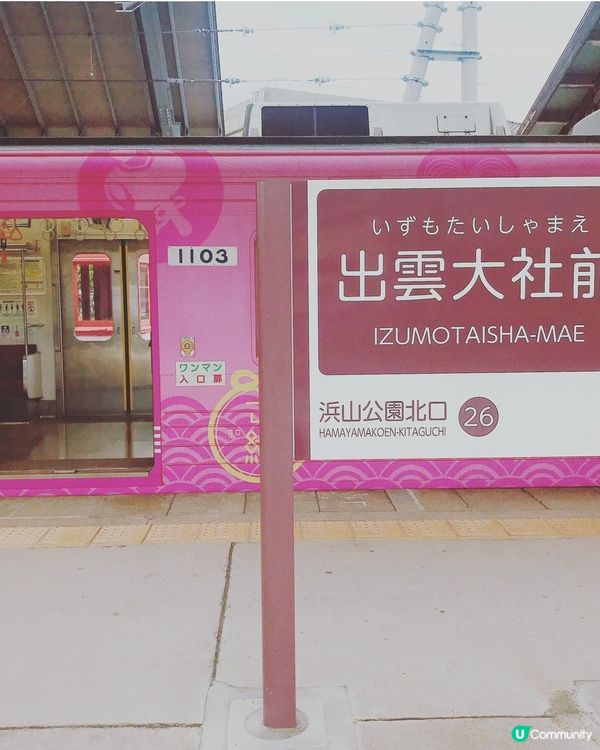 1103
ワンマン
入口扉
いずもたいしゃまえ
出雲大社前
IZUMOTAISHA-MAE
浜山公園北口 26
HAMAYAMAKOEN-KITAGUCHI
U Community